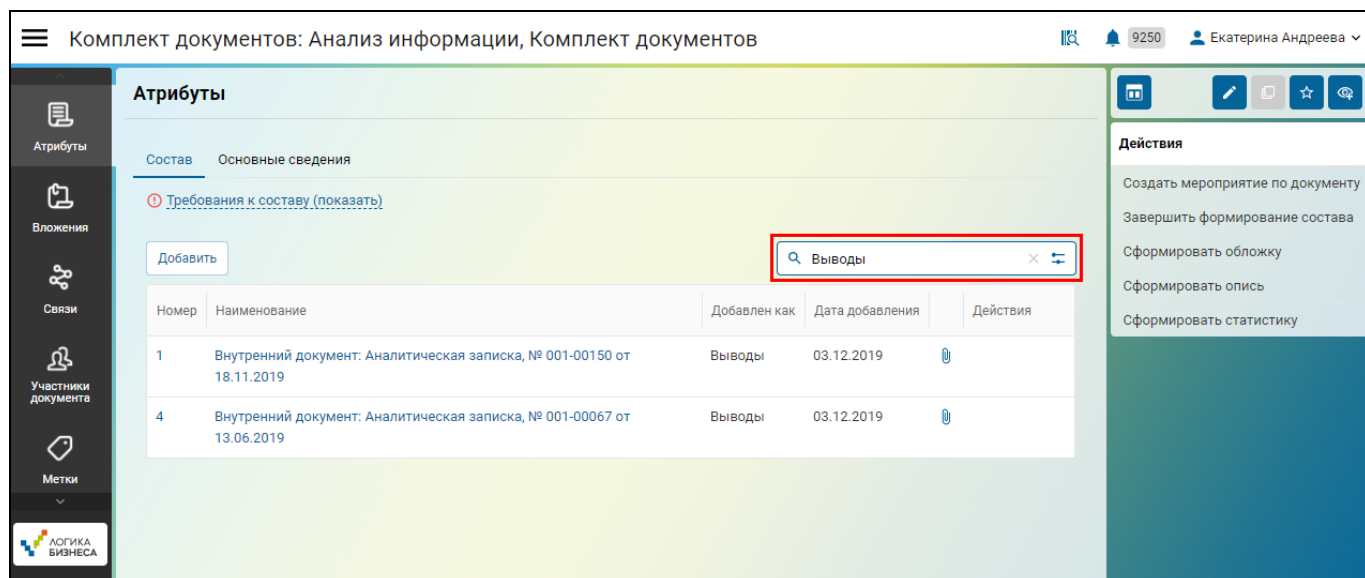 Комплект документов: Анализ информации, Комплект документов
9250
Екатерина Андреева
Атрибуты
Вложения
Связи
Участники
документа
Метки
ЛОГИКА
БИЗНЕСА
Атрибуты
Состав Основные сведения
Требования к составу (показать)
Добавить
Выводы
Номер Наименование Добавлен как Дата добавления Действия
1 Внутренний документ: Аналитическая записка, № 001-00150 от Выводы 03.12.2019
18.11.2019
4 Внутренний документ: Аналитическая записка, № 001-00067 от Выводы 03.12.2019
13.06.2019
Действия
Создать мероприятие по документу
Завершить формирование состава
Сформировать обложку
Сформировать опись
Сформировать статистику